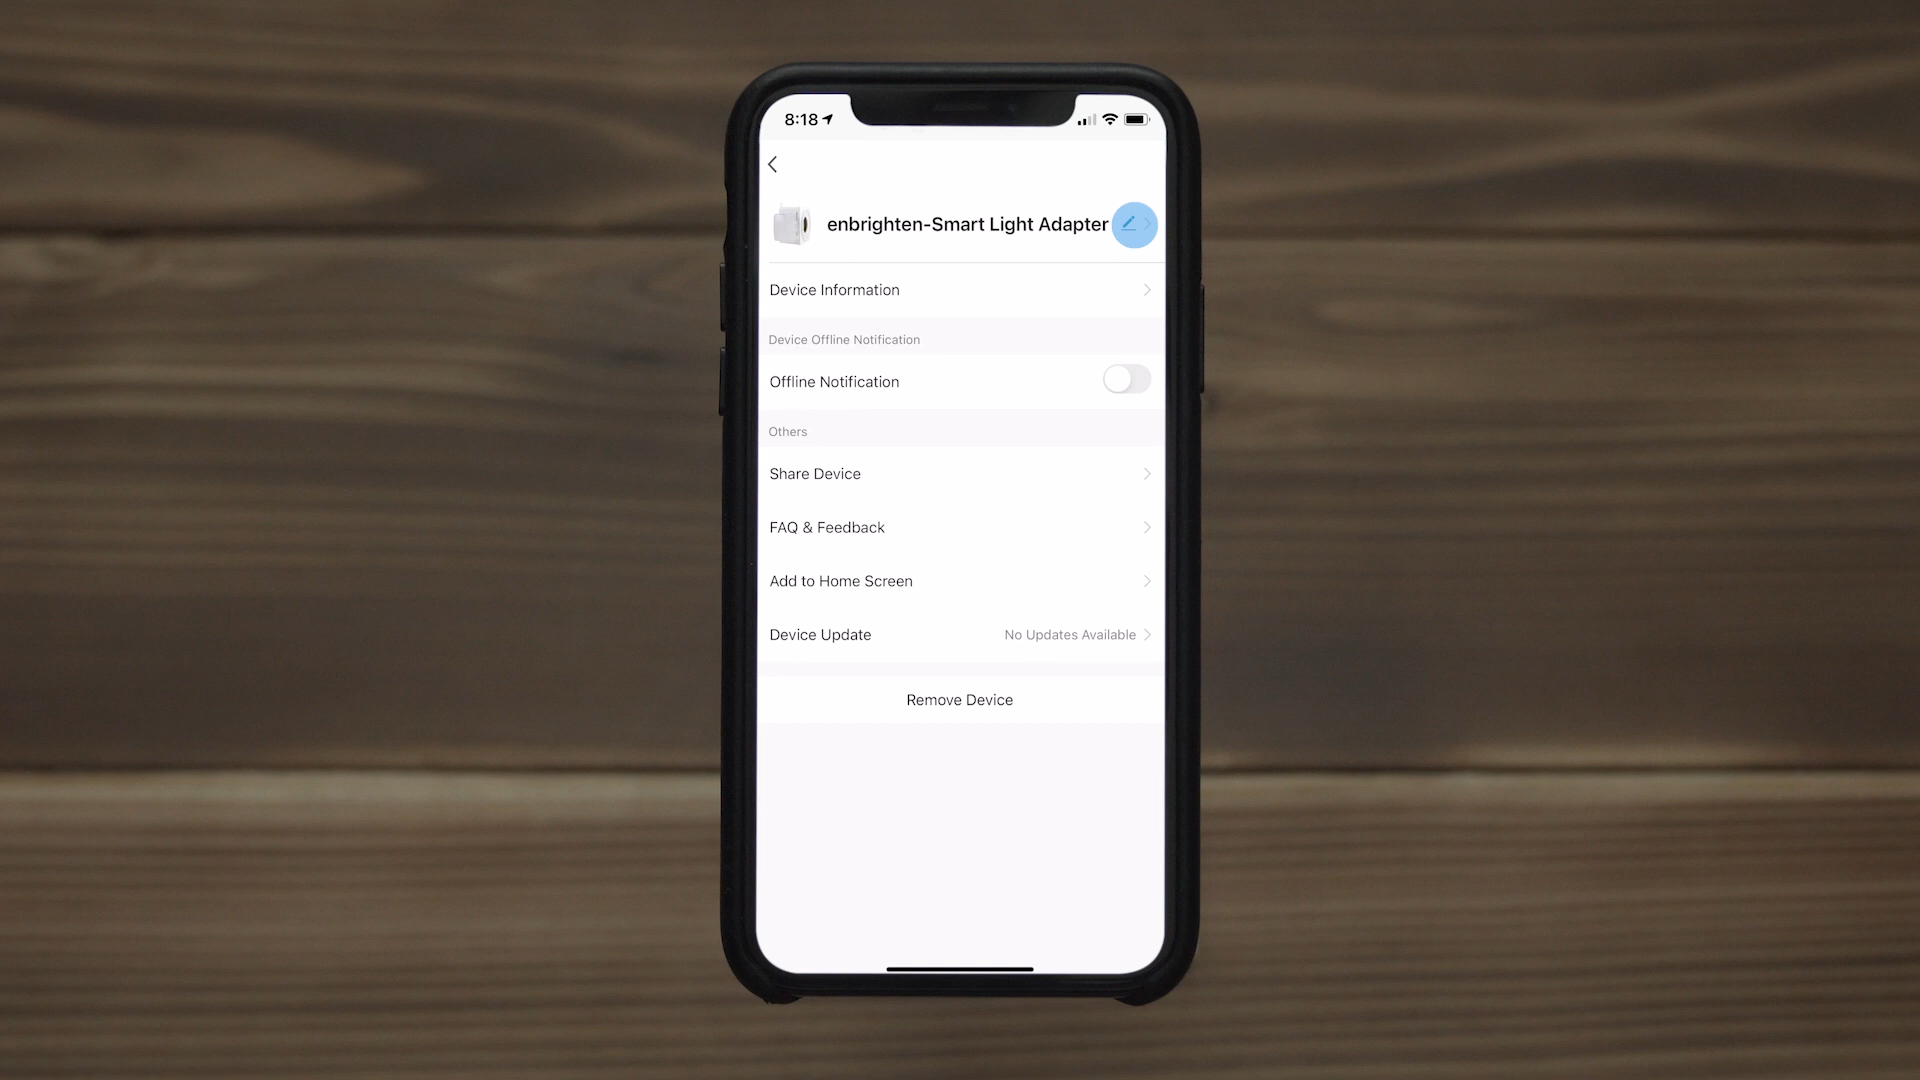 8:18
enbrighten-Smart Light Adapter
Device Information
Device Offline Notification
Offline Notification
Others
Share Device
FAQ & Feedback
Add to Home Screen
Device Update No Updates Available
Remove Device